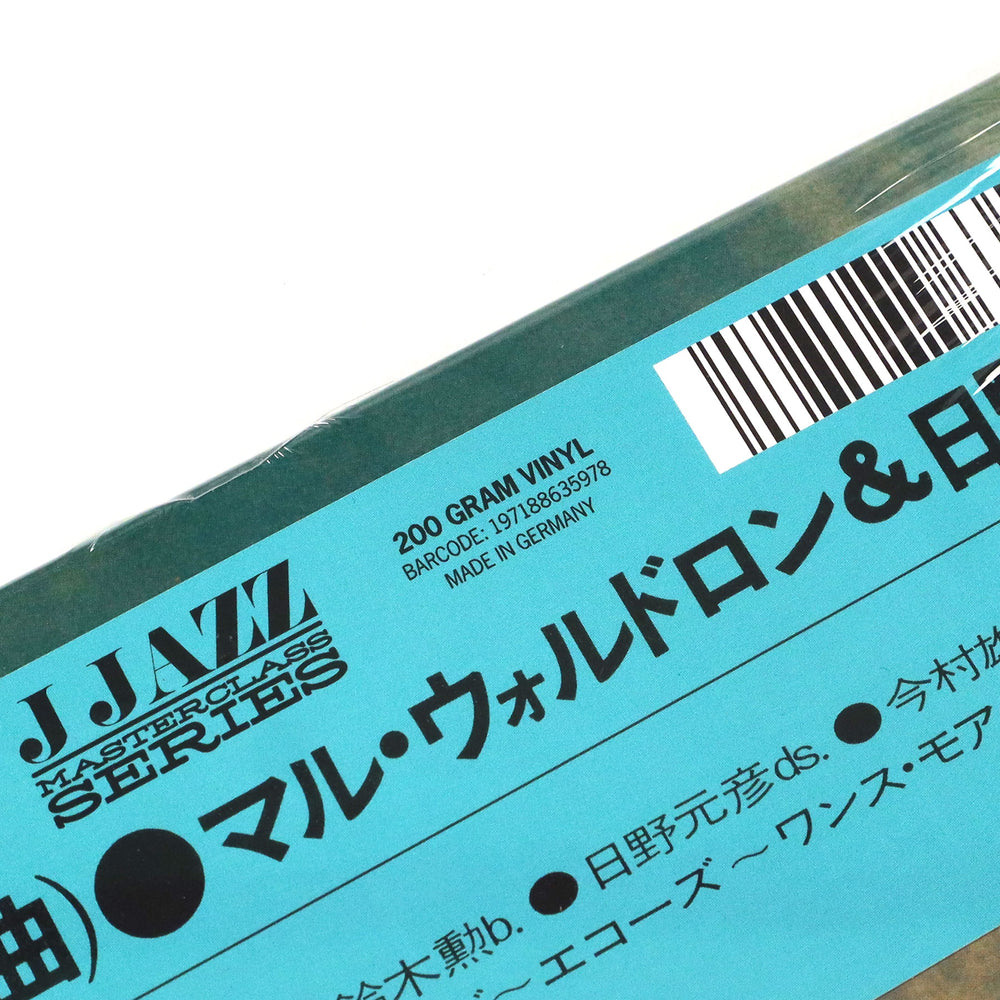 200 GRAM VINYL
BARCODE: 197188635978
MADE IN GERMANY
J JAZZ
MASTERCLASS
SERIES
曲)●マル・ウォルドロン&日
鈴木勲b. ●日野元彦ds. ●今村
〜エコーズ〜ワンス・モア